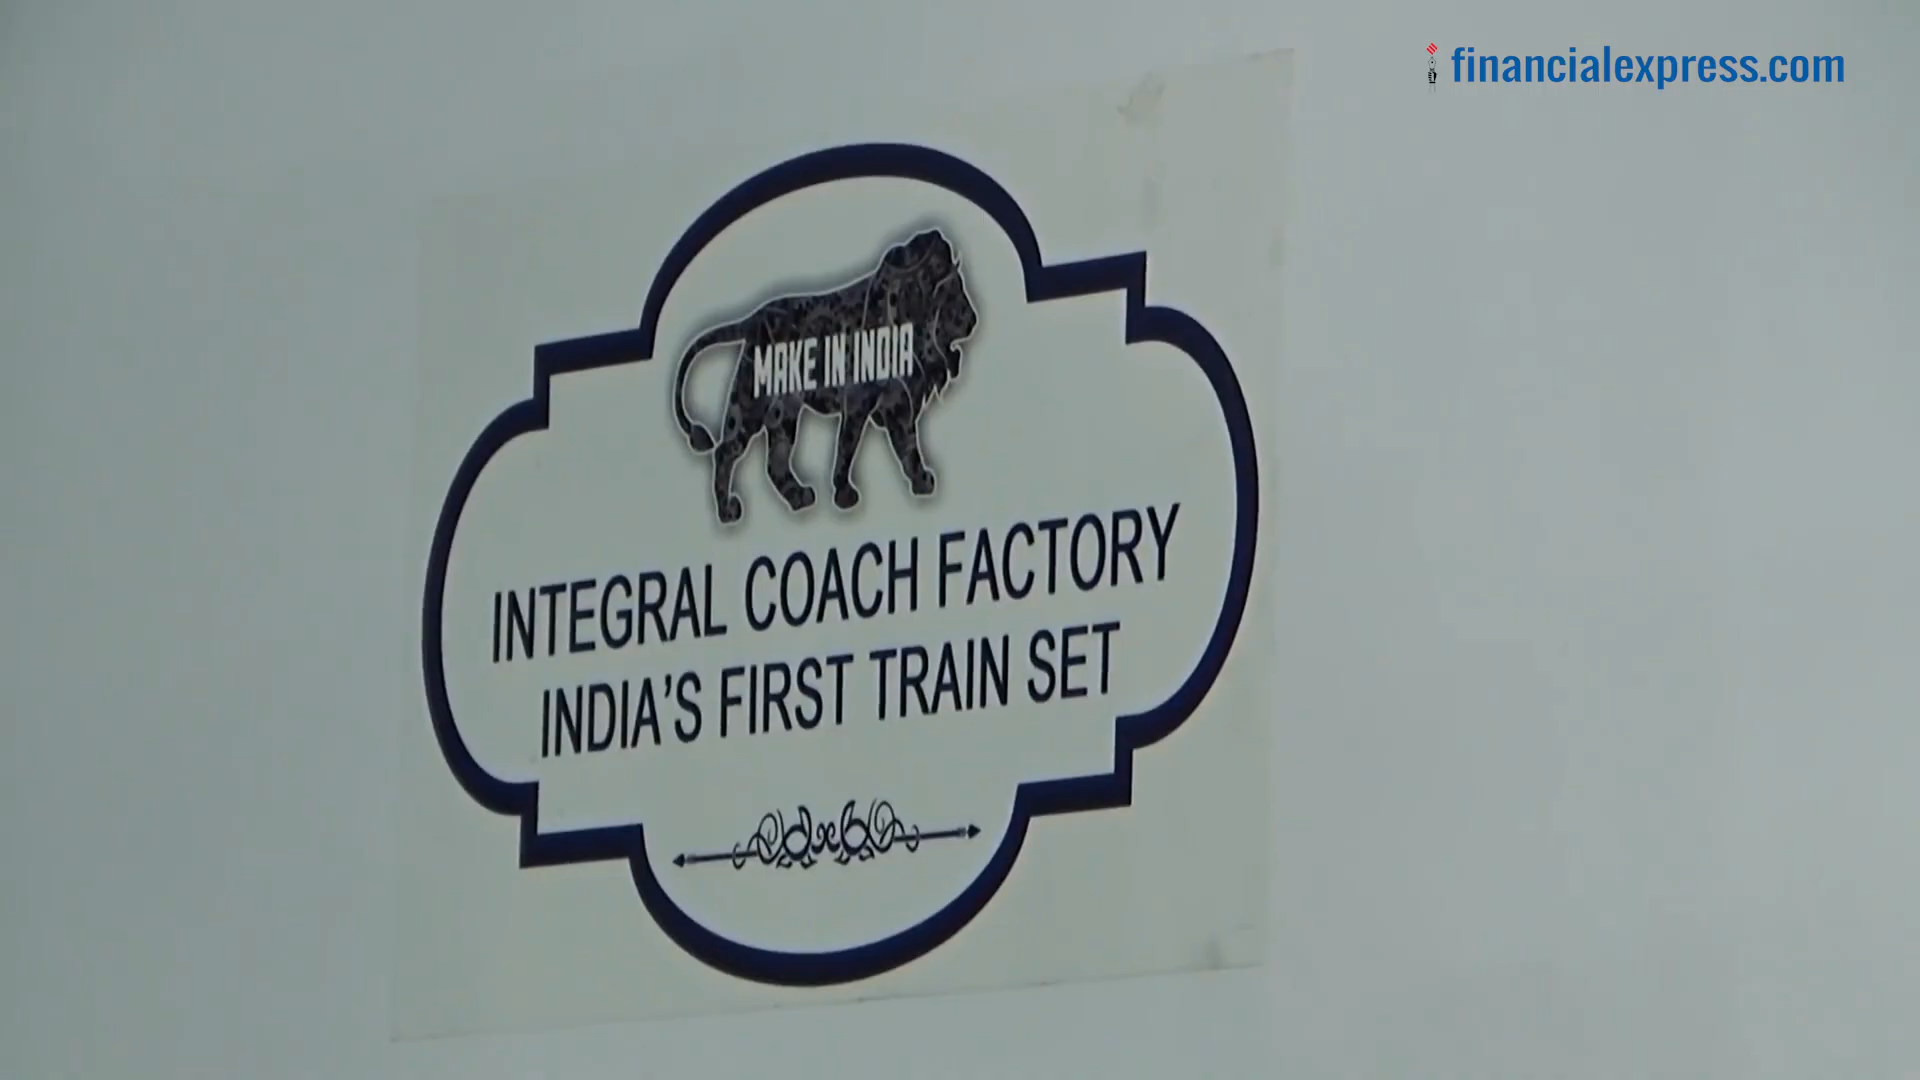 financialexpress.com
MAKE IN INDIA
INTEGRAL COACH FACTORY
INDIA'S FIRST TRAIN SET